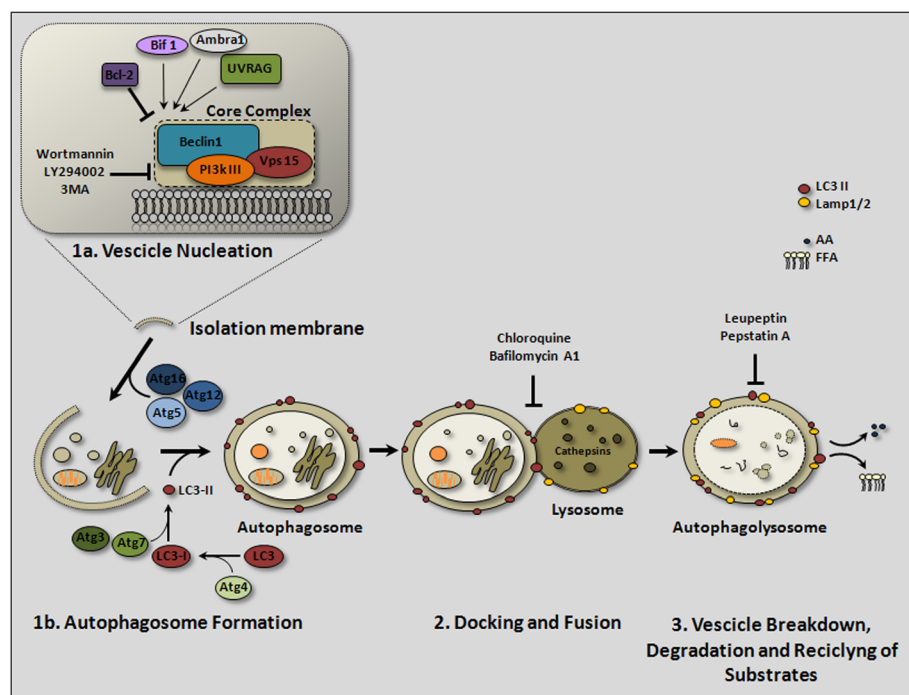 Bif 1
Ambra1
Bcl-2
UVRAG
Core Complex
Beclin1
PI3k III
Vps 15
Wortmannin
LY294002
3MA
1a. Vescicle Nucleation
LC3 II
Lamp1/2
AA
FFA
Isolation membrane
Atg16
Atg12
Atg5
LC3-II
Autophagosome
Atg3
Atg7
LC3-I
LC3
Atg4
1b. Autophagosome Formation
Chloroquine
Bafilomycin A1
Cathepsins
Lysosome
2. Docking and Fusion
Leupeptin
Pepstatin A
Autophagolysosome
3. Vescicle Breakdown,
Degradation and Reciclyng of
Substrates